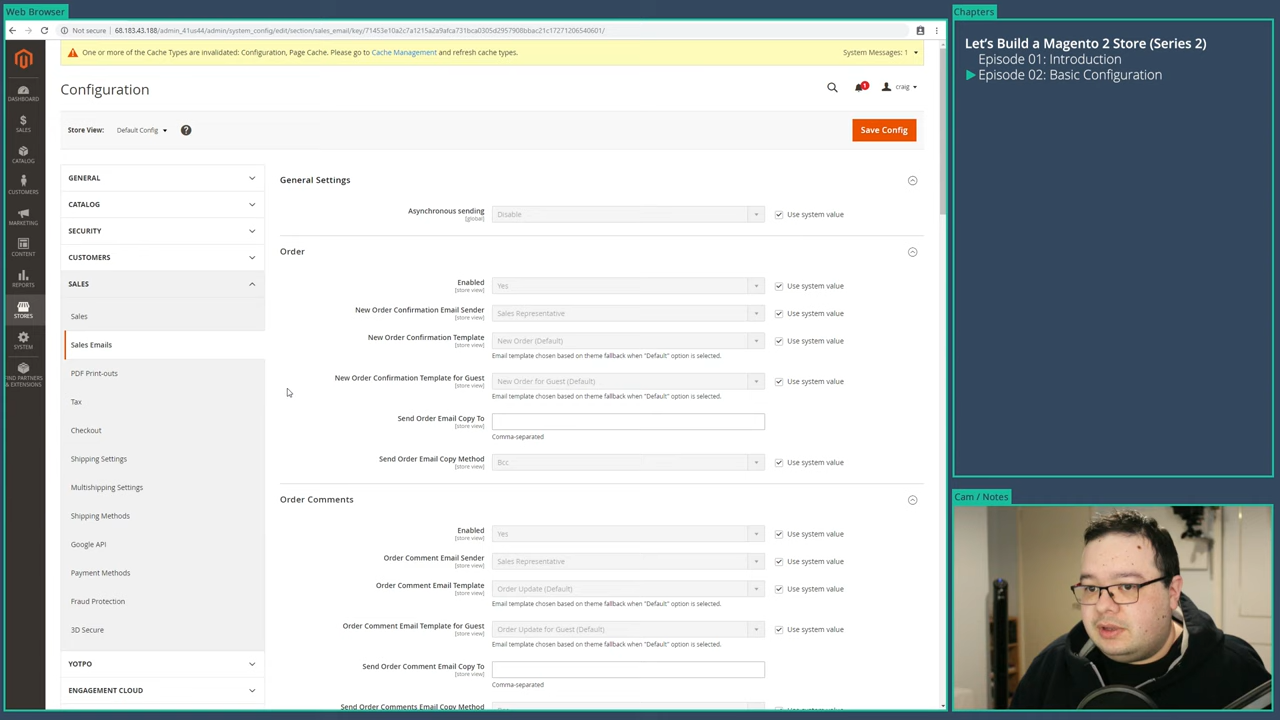 Web Browser
Not secure
68.183.43.188/admin_41us44/admin/system_config/edit/section/sales_email/key/71453e10a2c7a1215a2a9afca731bca0305d2957908bbac21c17271206540601/
One or more of the Cache Types are invalidated: Configuration, Page Cache. Please go to Cache Management and refresh cache types.
System Messages: 1
Configuration
1
craig
Store View: Default Config
?
Save Config
DASHBOARD
SALES
CATALOG
CUSTOMERS
MARKETING
CONTENT
REPORTS
STORES
SYSTEM
FIND PARTNERS
& EXTENSIONS
GENERAL
CATALOG
SECURITY
CUSTOMERS
SALES
Sales
Sales Emails
PDF Print-outs
Tax
Checkout
Shipping Settings
Multishipping Settings
Shipping Methods
Google API
Payment Methods
Fraud Protection
3D Secure
YOTPO
ENGAGEMENT CLOUD
General Settings
Asynchronous sending
[global]
Disable
Use system value
Order
Enabled
[store view]
Yes
Use system value
New Order Confirmation Email Sender
[store view]
Sales Representative
Use system value
New Order Confirmation Template
[store view]
New Order (Default)
Use system value
Email template chosen based on theme fallback when "Default" option is selected.
New Order Confirmation Template for Guest
[store view]
New Order for Guest (Default)
Use system value
Email template chosen based on theme fallback when "Default" option is selected.
Send Order Email Copy To
[store view]
Comma-separated
Send Order Email Copy Method
[store view]
Bcc
Use system value
Order Comments
Enabled
[store view]
Yes
Use system value
Order Comment Email Sender
[store view]
Sales Representative
Use system value
Order Comment Email Template
[store view]
Order Update (Default)
Use system value
Email template chosen based on theme fallback when "Default" option is selected.
Order Comment Email Template for Guest
[store view]
Order Update for Guest (Default)
Use system value
Email template chosen based on theme fallback when "Default" option is selected.
Send Order Comment Email Copy To
[store view]
Comma-separated
Send Order Comments Email Copy Method
Chapters
Let's Build a Magento 2 Store (Series 2)
Episode 01: Introduction
Episode 02: Basic Configuration
Cam / Notes